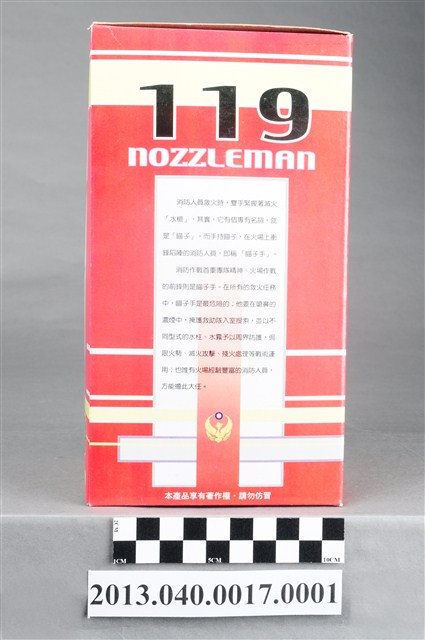 119
NOZZLEMAN
消防人員救火時，雙手緊握著滅火
「水槍」，其實，它有個專有名詞，就
是「瞄子」，而手持瞄子，在火場上衝
鋒陷陣的消防人員，即稱「瞄子手」。
消防作戰首重團隊精神，火場作戰
的前鋒則是瞄子手。在所有的救火任務
中，瞄子手是最危險的；他要在嗆鼻的
濃煙中，掩護救助隊入室搜索，並以不
同型式的水柱、水霧予以周界防護，侷
限火勢、滅火攻擊、殘火處理等戰術運
用；也唯有火場經驗豐富的消防人員，
方能擔此大任。
本產品享有著作權，請勿仿冒
2CM
1CM 5CM 10CM
2013.040.0017.0001